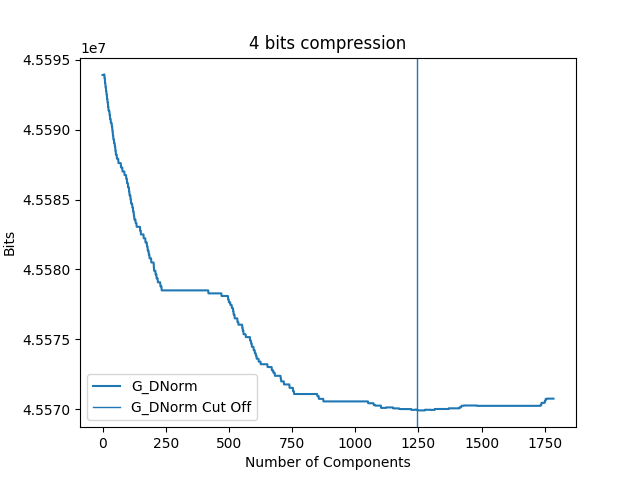 4 bits compression
1e7
4.5595
4.5590
4.5585
4.5580
4.5575
4.5570
Bits
G_DNorm
G_DNorm Cut Off
0 250 500 750 1000 1250 1500 1750
Number of Components